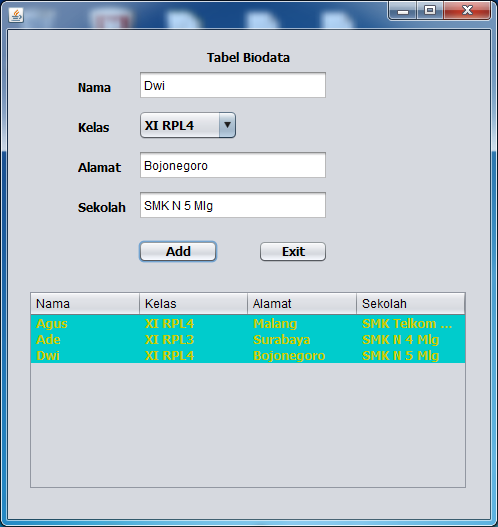 Tabel Biodata
Nama Dwi
Kelas XI RPL4
Alamat Bojonegoro
Sekolah SMK N 5 Mlg
Add Exit
Nama Kelas Alamat Sekolah
Agus XI RPL4 Malang SMK Telkom ...
Ade XI RPL3 Surabaya SMK N 4 Mlg
Dwi XI RPL4 Bojonegoro SMK N 5 Mlg